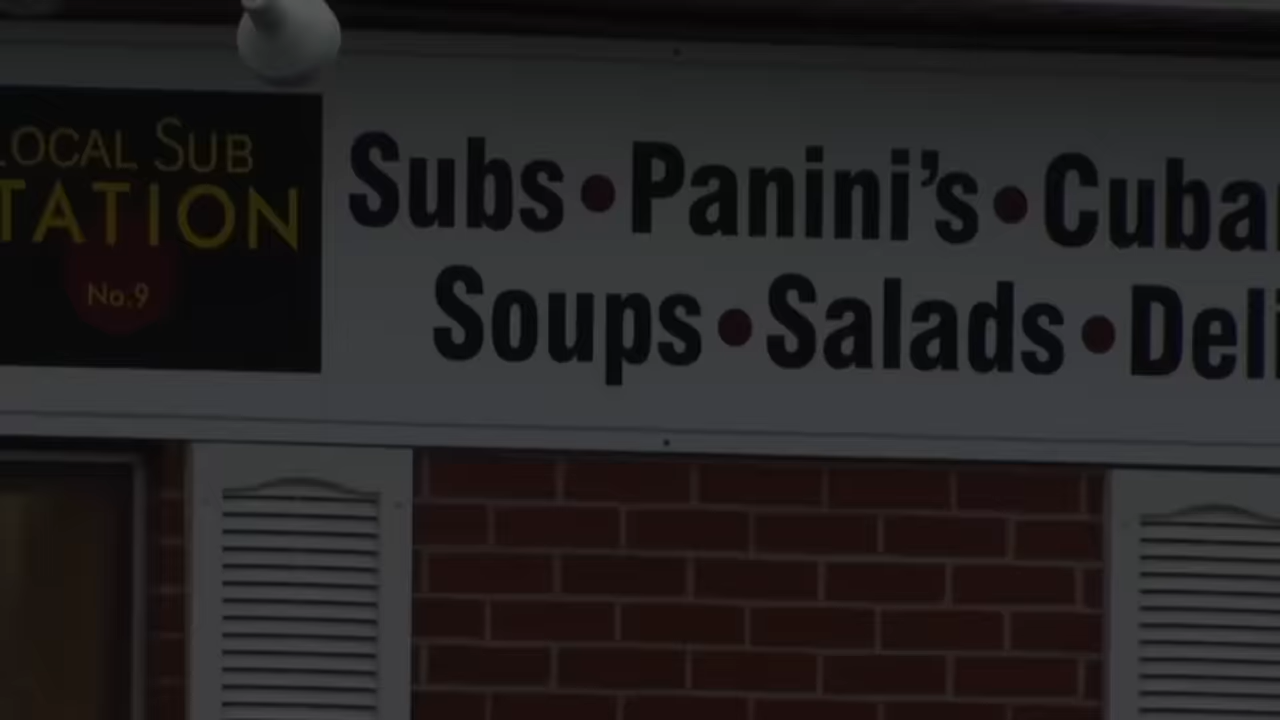 LOCAL SUB
TATION
No.9
Subs • Panini's • Cuba
Soups • Salads • Deli